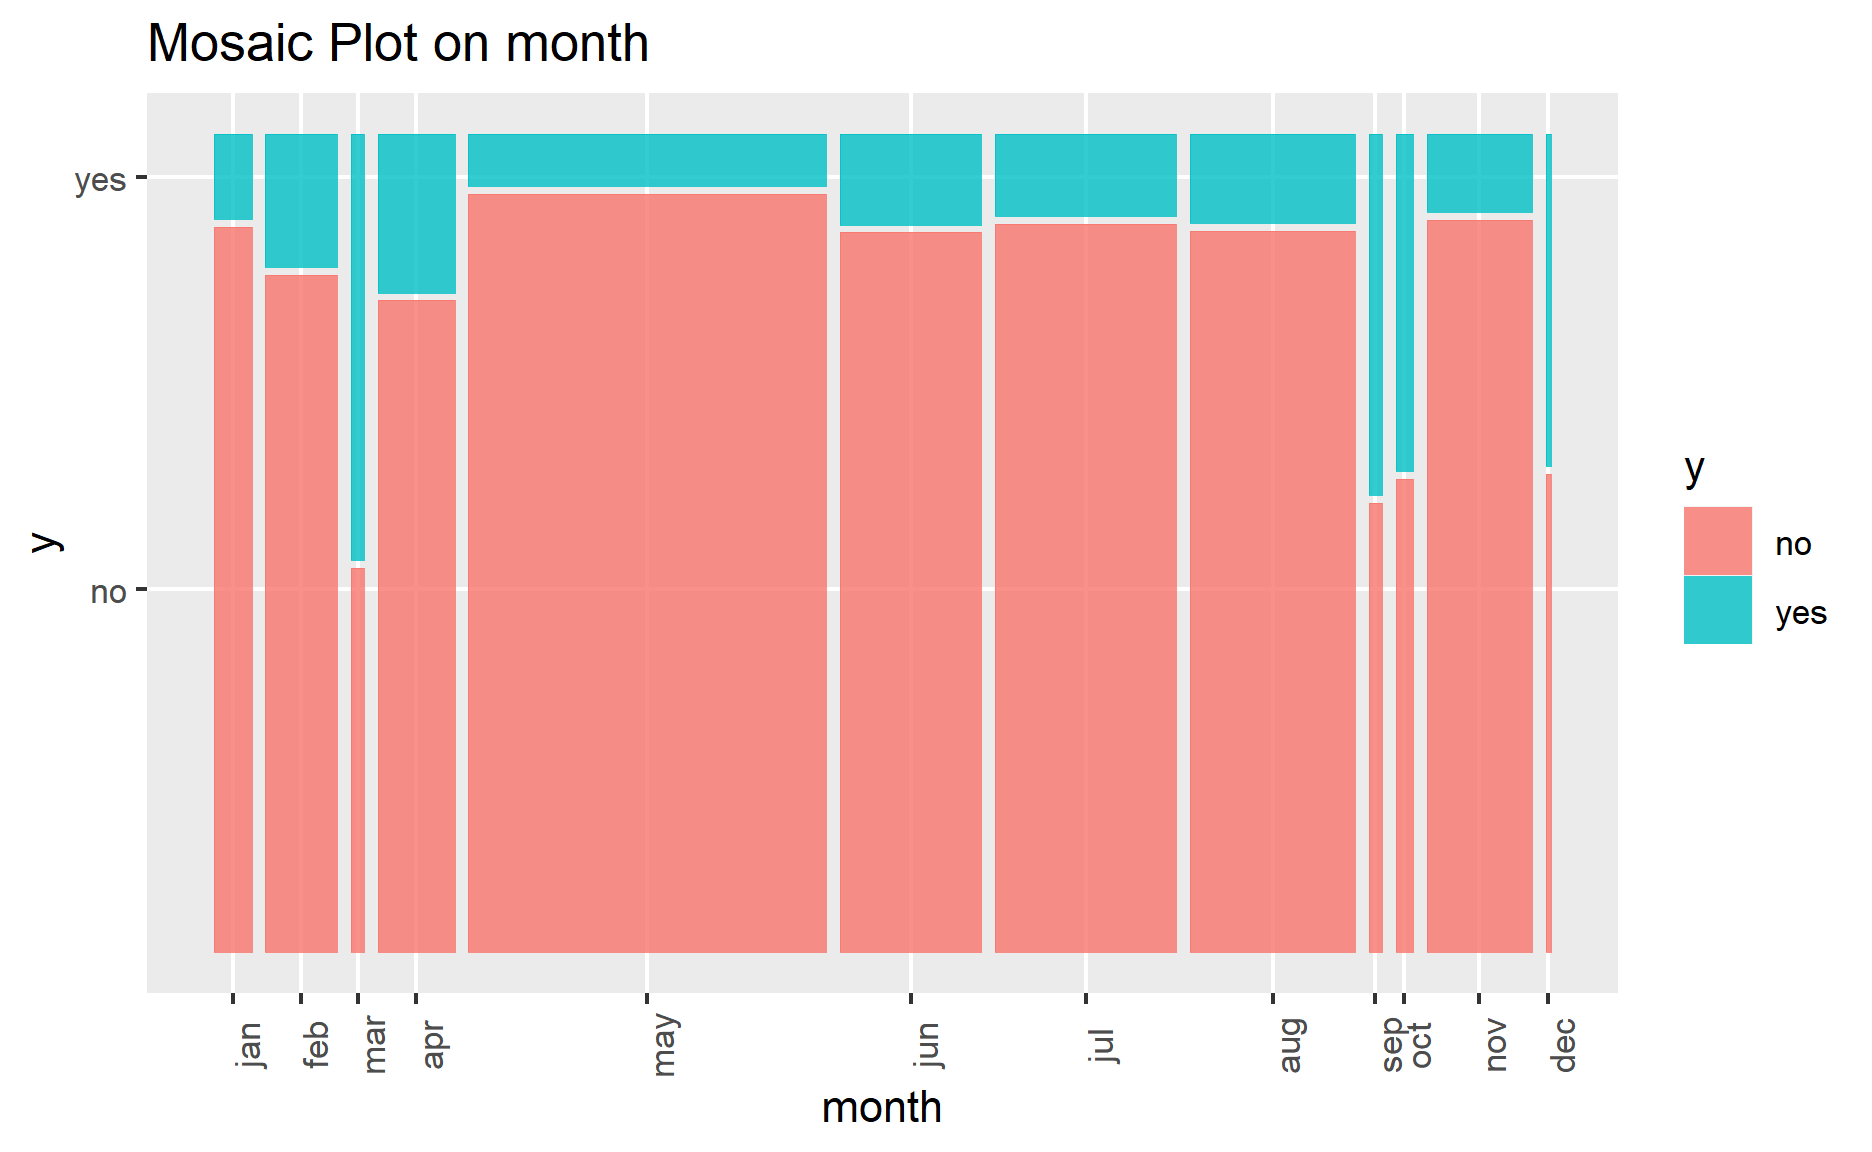 Mosaic Plot on month
yes
no
y
jan
feb
mar
apr
may
jun
jul
aug
sep
oct
nov
dec
month
y
no
yes